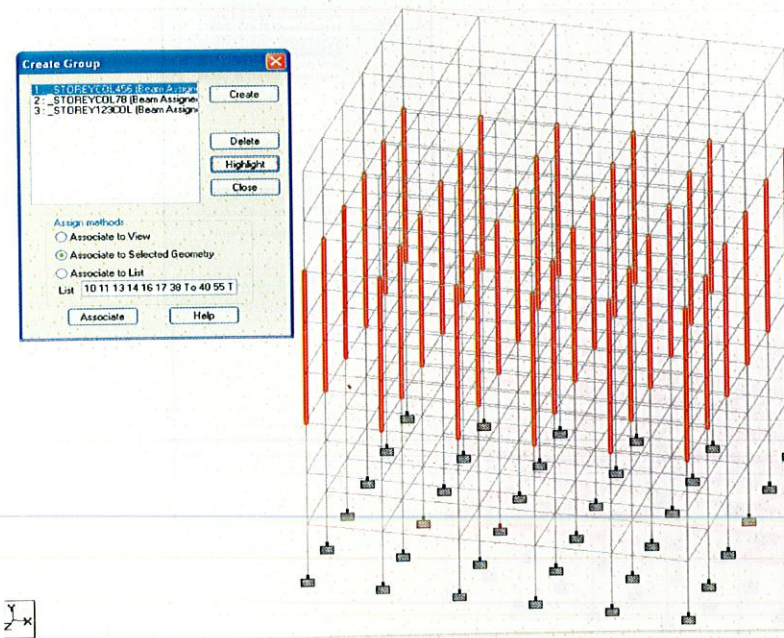 Create Group
1 : _STOREYCOL456 (Beam Assigne
2 : _STOREYCOL78 (Beam Assigne
3 : _STOREY123COL (Beam Assign
Create
Delete
Highlight
Close
Assign methods
Associate to View
Associate to Selected Geometry
Associate to List
List 10 11 13 14 16 17 38 To 40 55 T
Associate Help
Y
Z X